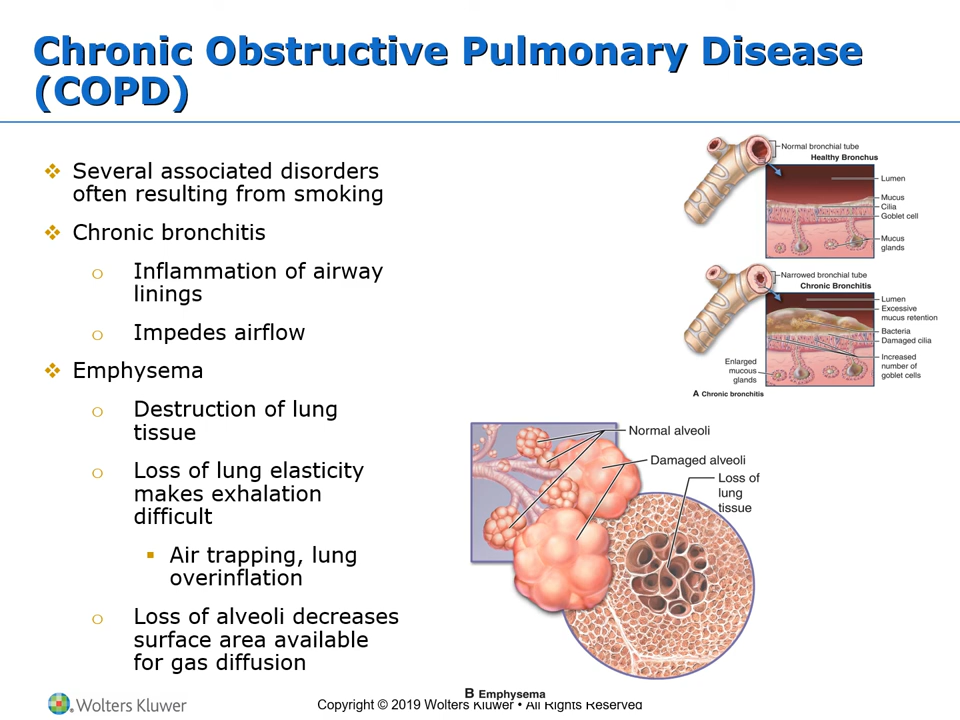 Chronic Obstructive Pulmonary Disease
(COPD)
❖ Several associated disorders
often resulting from smoking
❖ Chronic bronchitis
o Inflammation of airway
linings
o Impedes airflow
❖ Emphysema
o Destruction of lung
tissue
o Loss of lung elasticity
makes exhalation
difficult
▪ Air trapping, lung
overinflation
o Loss of alveoli decreases
surface area available
for gas diffusion
Normal bronchial tube
Healthy Bronchus
Lumen
Mucus
Cilia
Goblet cell
Mucus
glands
Narrowed bronchial tube
Chronic Bronchitis
Lumen
Excessive
mucus retention
Bacteria
Damaged cilia
Increased
number of
goblet cells
Enlarged
mucous
glands
A Chronic bronchitis
Normal alveoli
Damaged alveoli
Loss of
lung
tissue
B Emphysema
Wolters Kluwer
Copyright © 2019 Wolters Kluwer • All Rights Reserved